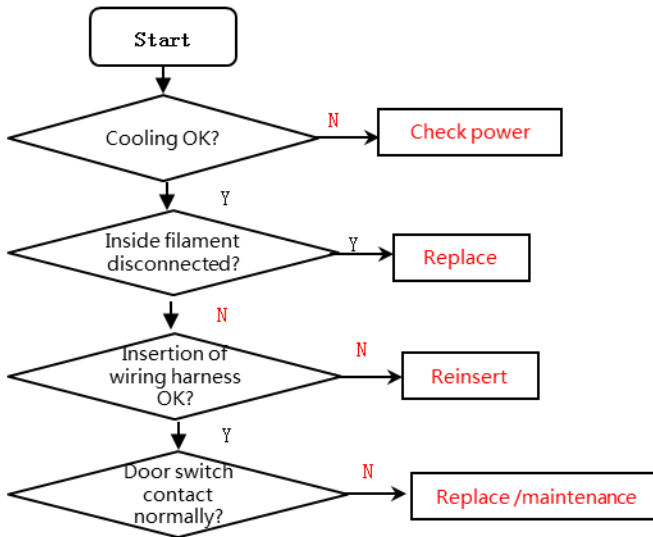 Start
Cooling OK?
N
Check power
Y
Inside filament
disconnected?
Y
Replace
N
Insertion of
wiring harness
OK?
N
Reinsert
Y
Door switch
contact
normally?
N
Replace /maintenance